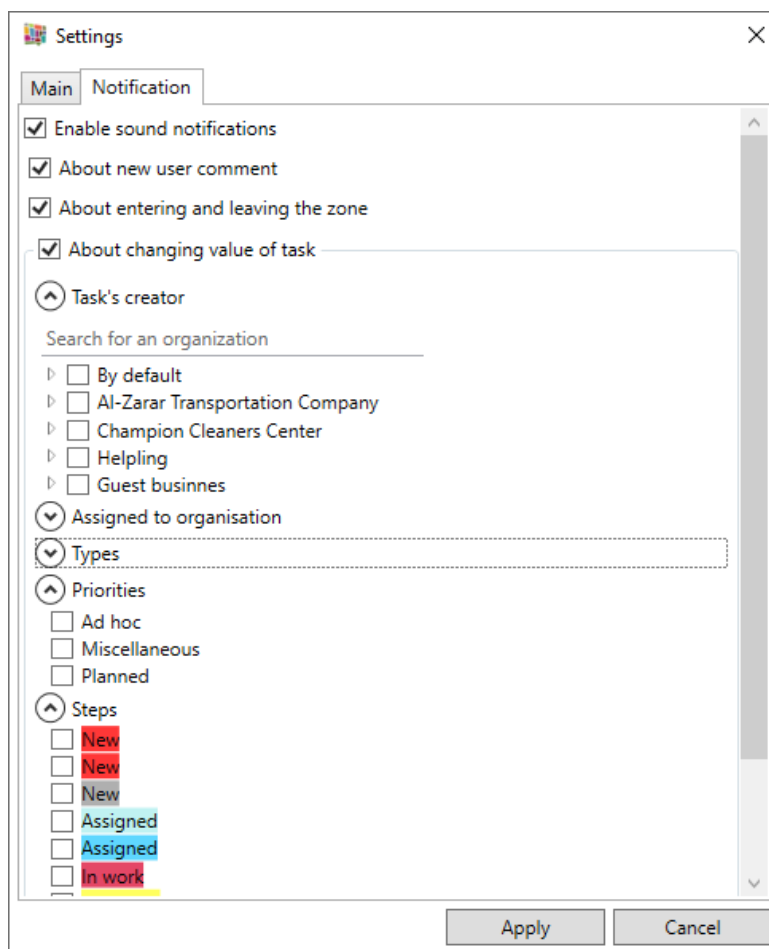 Settings
Main Notification
Enable sound notifications
About new user comment
About entering and leaving the zone
About changing value of task
Task's creator
Search for an organization
By default
Al-Zarar Transportation Company
Champion Cleaners Center
Helpling
Guest businnes
Assigned to organisation
Types
Priorities
Ad hoc
Miscellaneous
Planned
Steps
New
New
New
Assigned
Assigned
In work
Apply Cancel